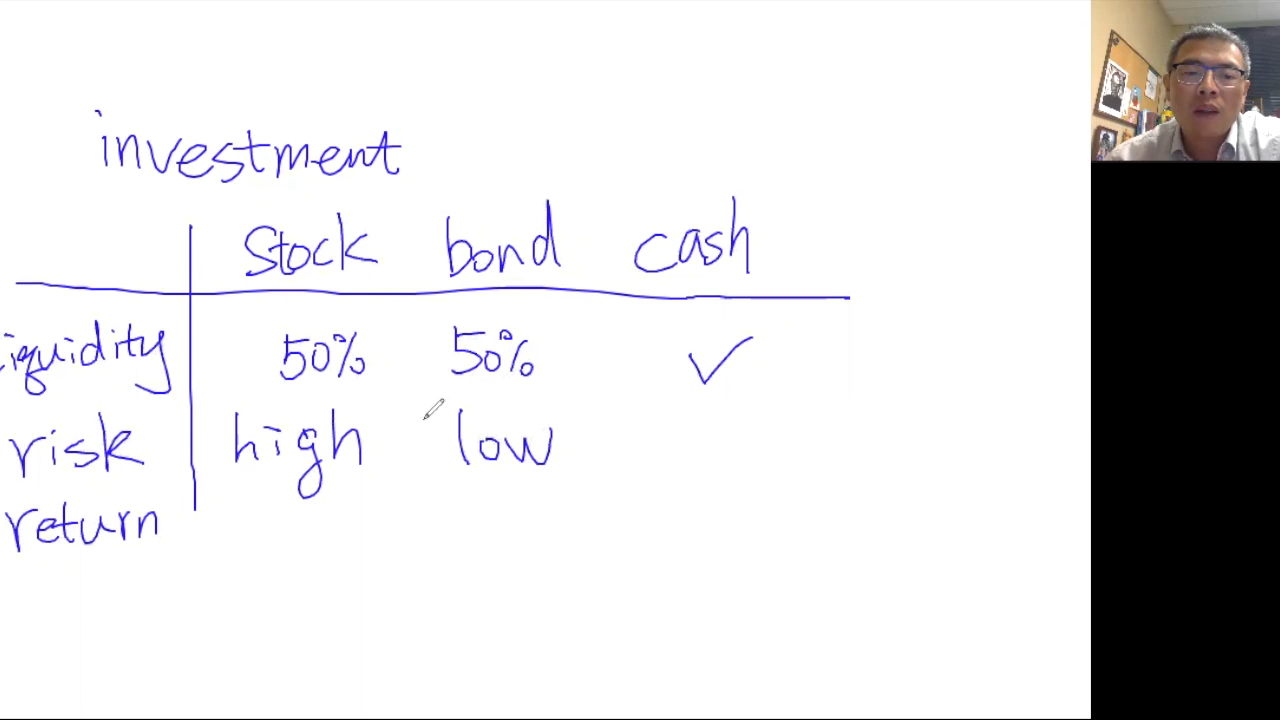 investment
stock bond cash
iquidity 50% 50% ✓
risk high low
return